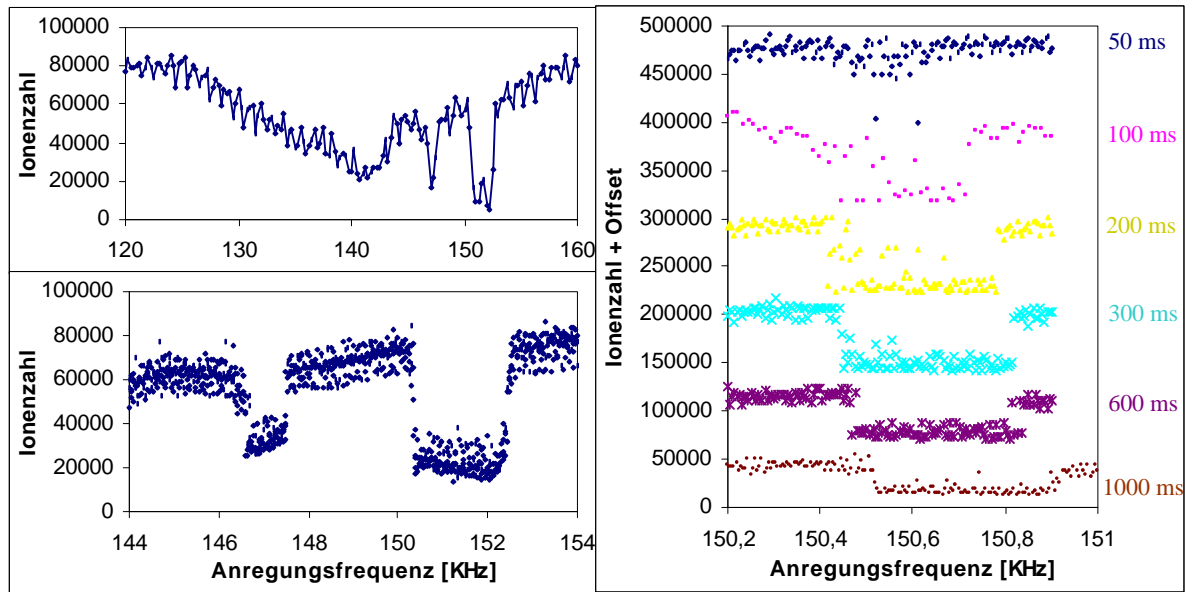 100000
80000
60000
40000
20000
0
Ionenzahl
120 130 140 150 160
100000
80000
60000
40000
20000
0
Ionenzahl
144 146 148 150 152 154
Anregungsfrequenz [KHz]
500000
450000
400000
350000
300000
250000
200000
150000
100000
50000
0
Ionenzahl + Offset
150,2 150,4 150,6 150,8 151
Anregungsfrequenz [KHz]
50 ms
100 ms
200 ms
300 ms
600 ms
1000 ms